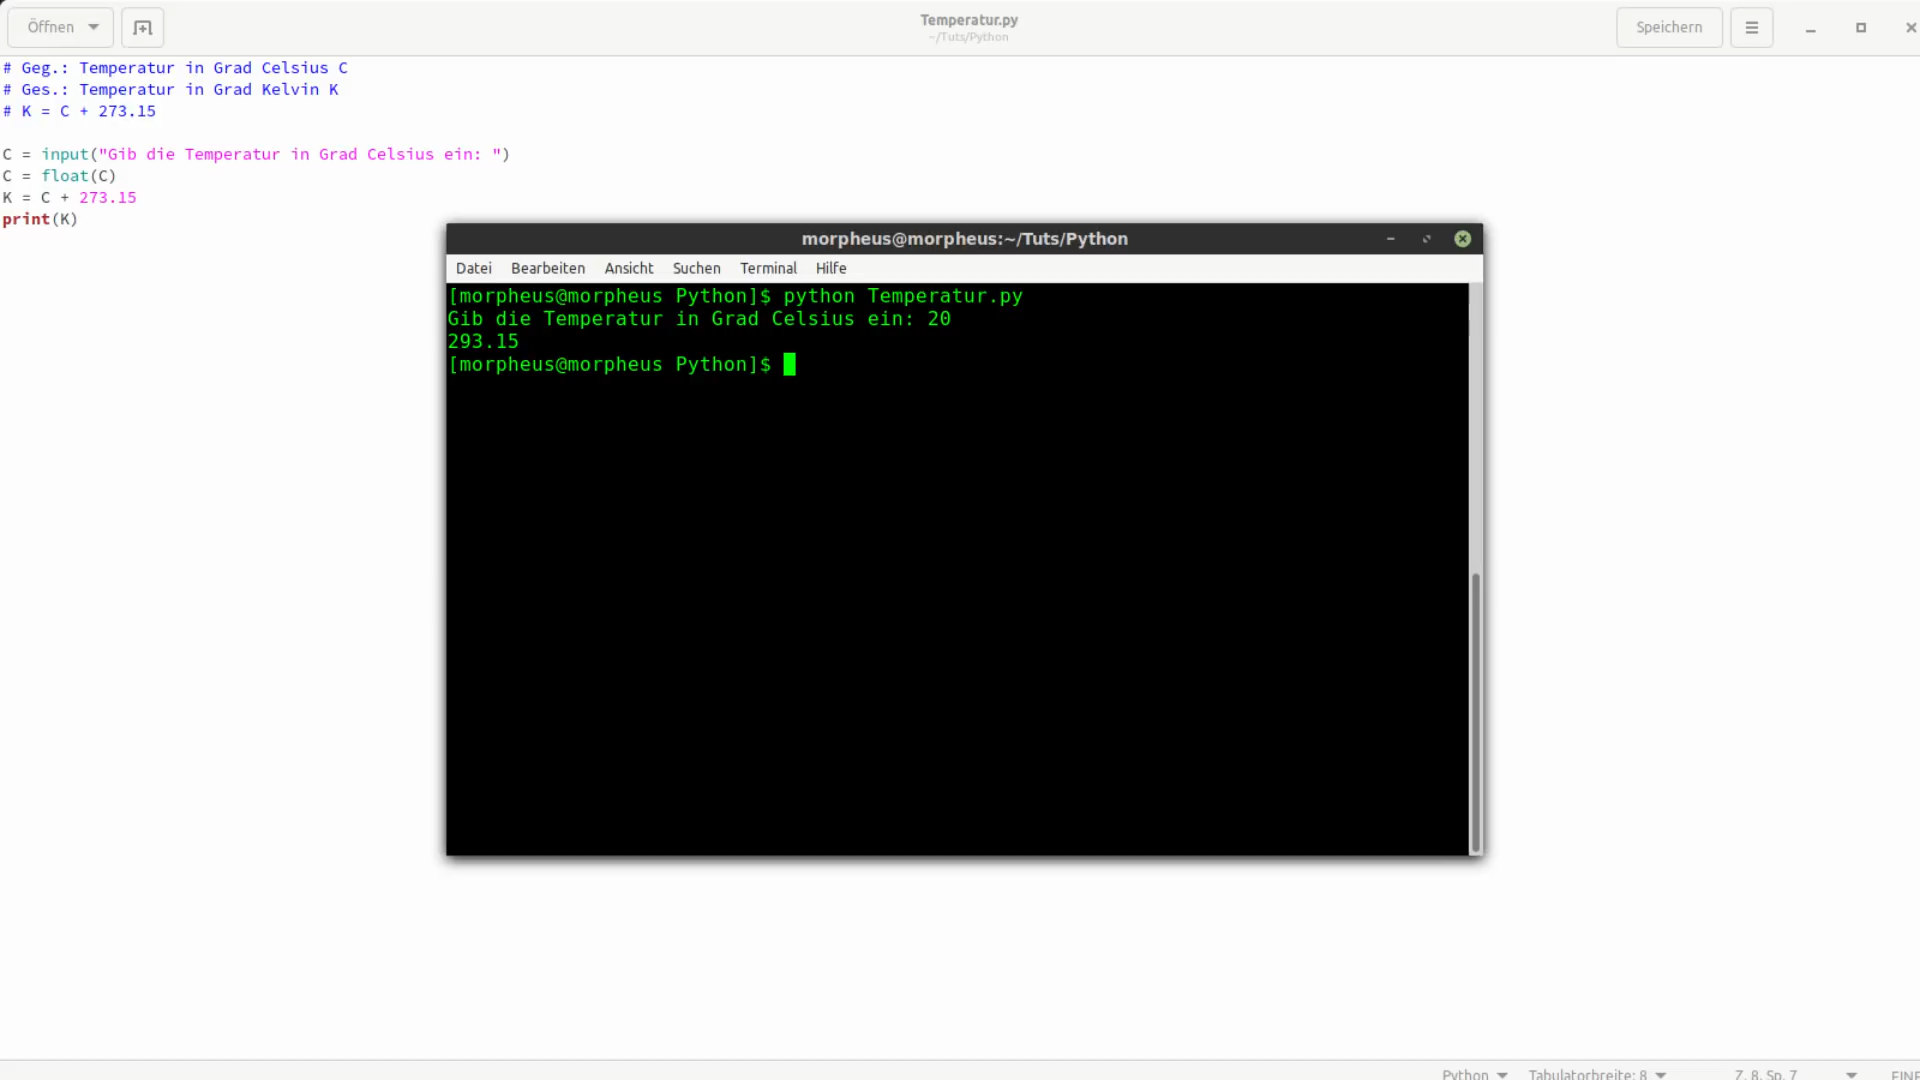 Öffnen
Temperatur.py
~/Tuts/Python
Speichern
# Geg.: Temperatur in Grad Celsius C
# Ges.: Temperatur in Grad Kelvin K
# K = C + 273.15
C = input("Gib die Temperatur in Grad Celsius ein: ")
C = float(C)
K = C + 273.15
print(K)
morpheus@morpheus:~/Tuts/Python
Datei Bearbeiten Ansicht Suchen Terminal Hilfe
[morpheus@morpheus Python]$ python Temperatur.py
Gib die Temperatur in Grad Celsius ein: 20
293.15
[morpheus@morpheus Python]$
Python Tabulatorbreite: 8 Z. 8, Sp. 7